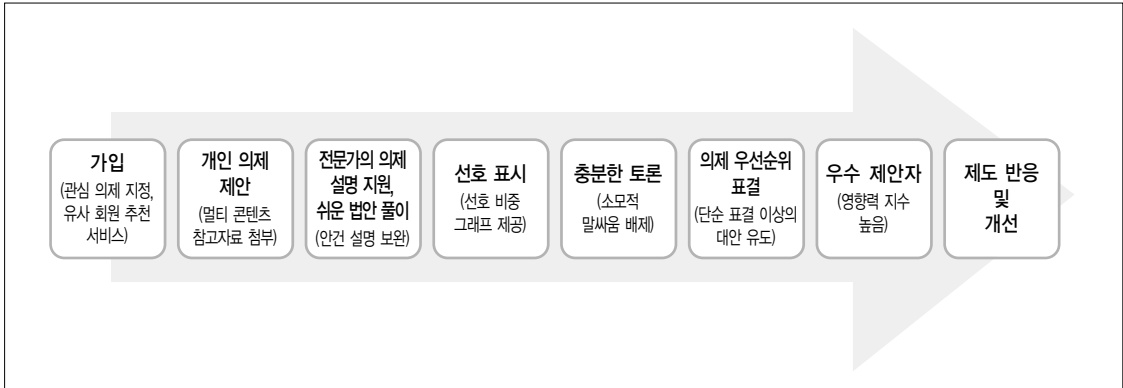 가입
(관심 의제 지정,
유사 회원 추천
서비스)
개인 의제
제안
(멀티 콘텐츠
참고자료 첨부)
전문가의 의제
설명 지원,
쉬운 법안 풀이
(안건 설명 보완)
선호 표시
(선호 비중
그래프 제공)
충분한 토론
(소모적
말싸움 배제)
의제 우선순위
표결
(단순 표결 이상의
대안 유도)
우수 제안자
(영향력 지수
높음)
제도 반응
및
개선